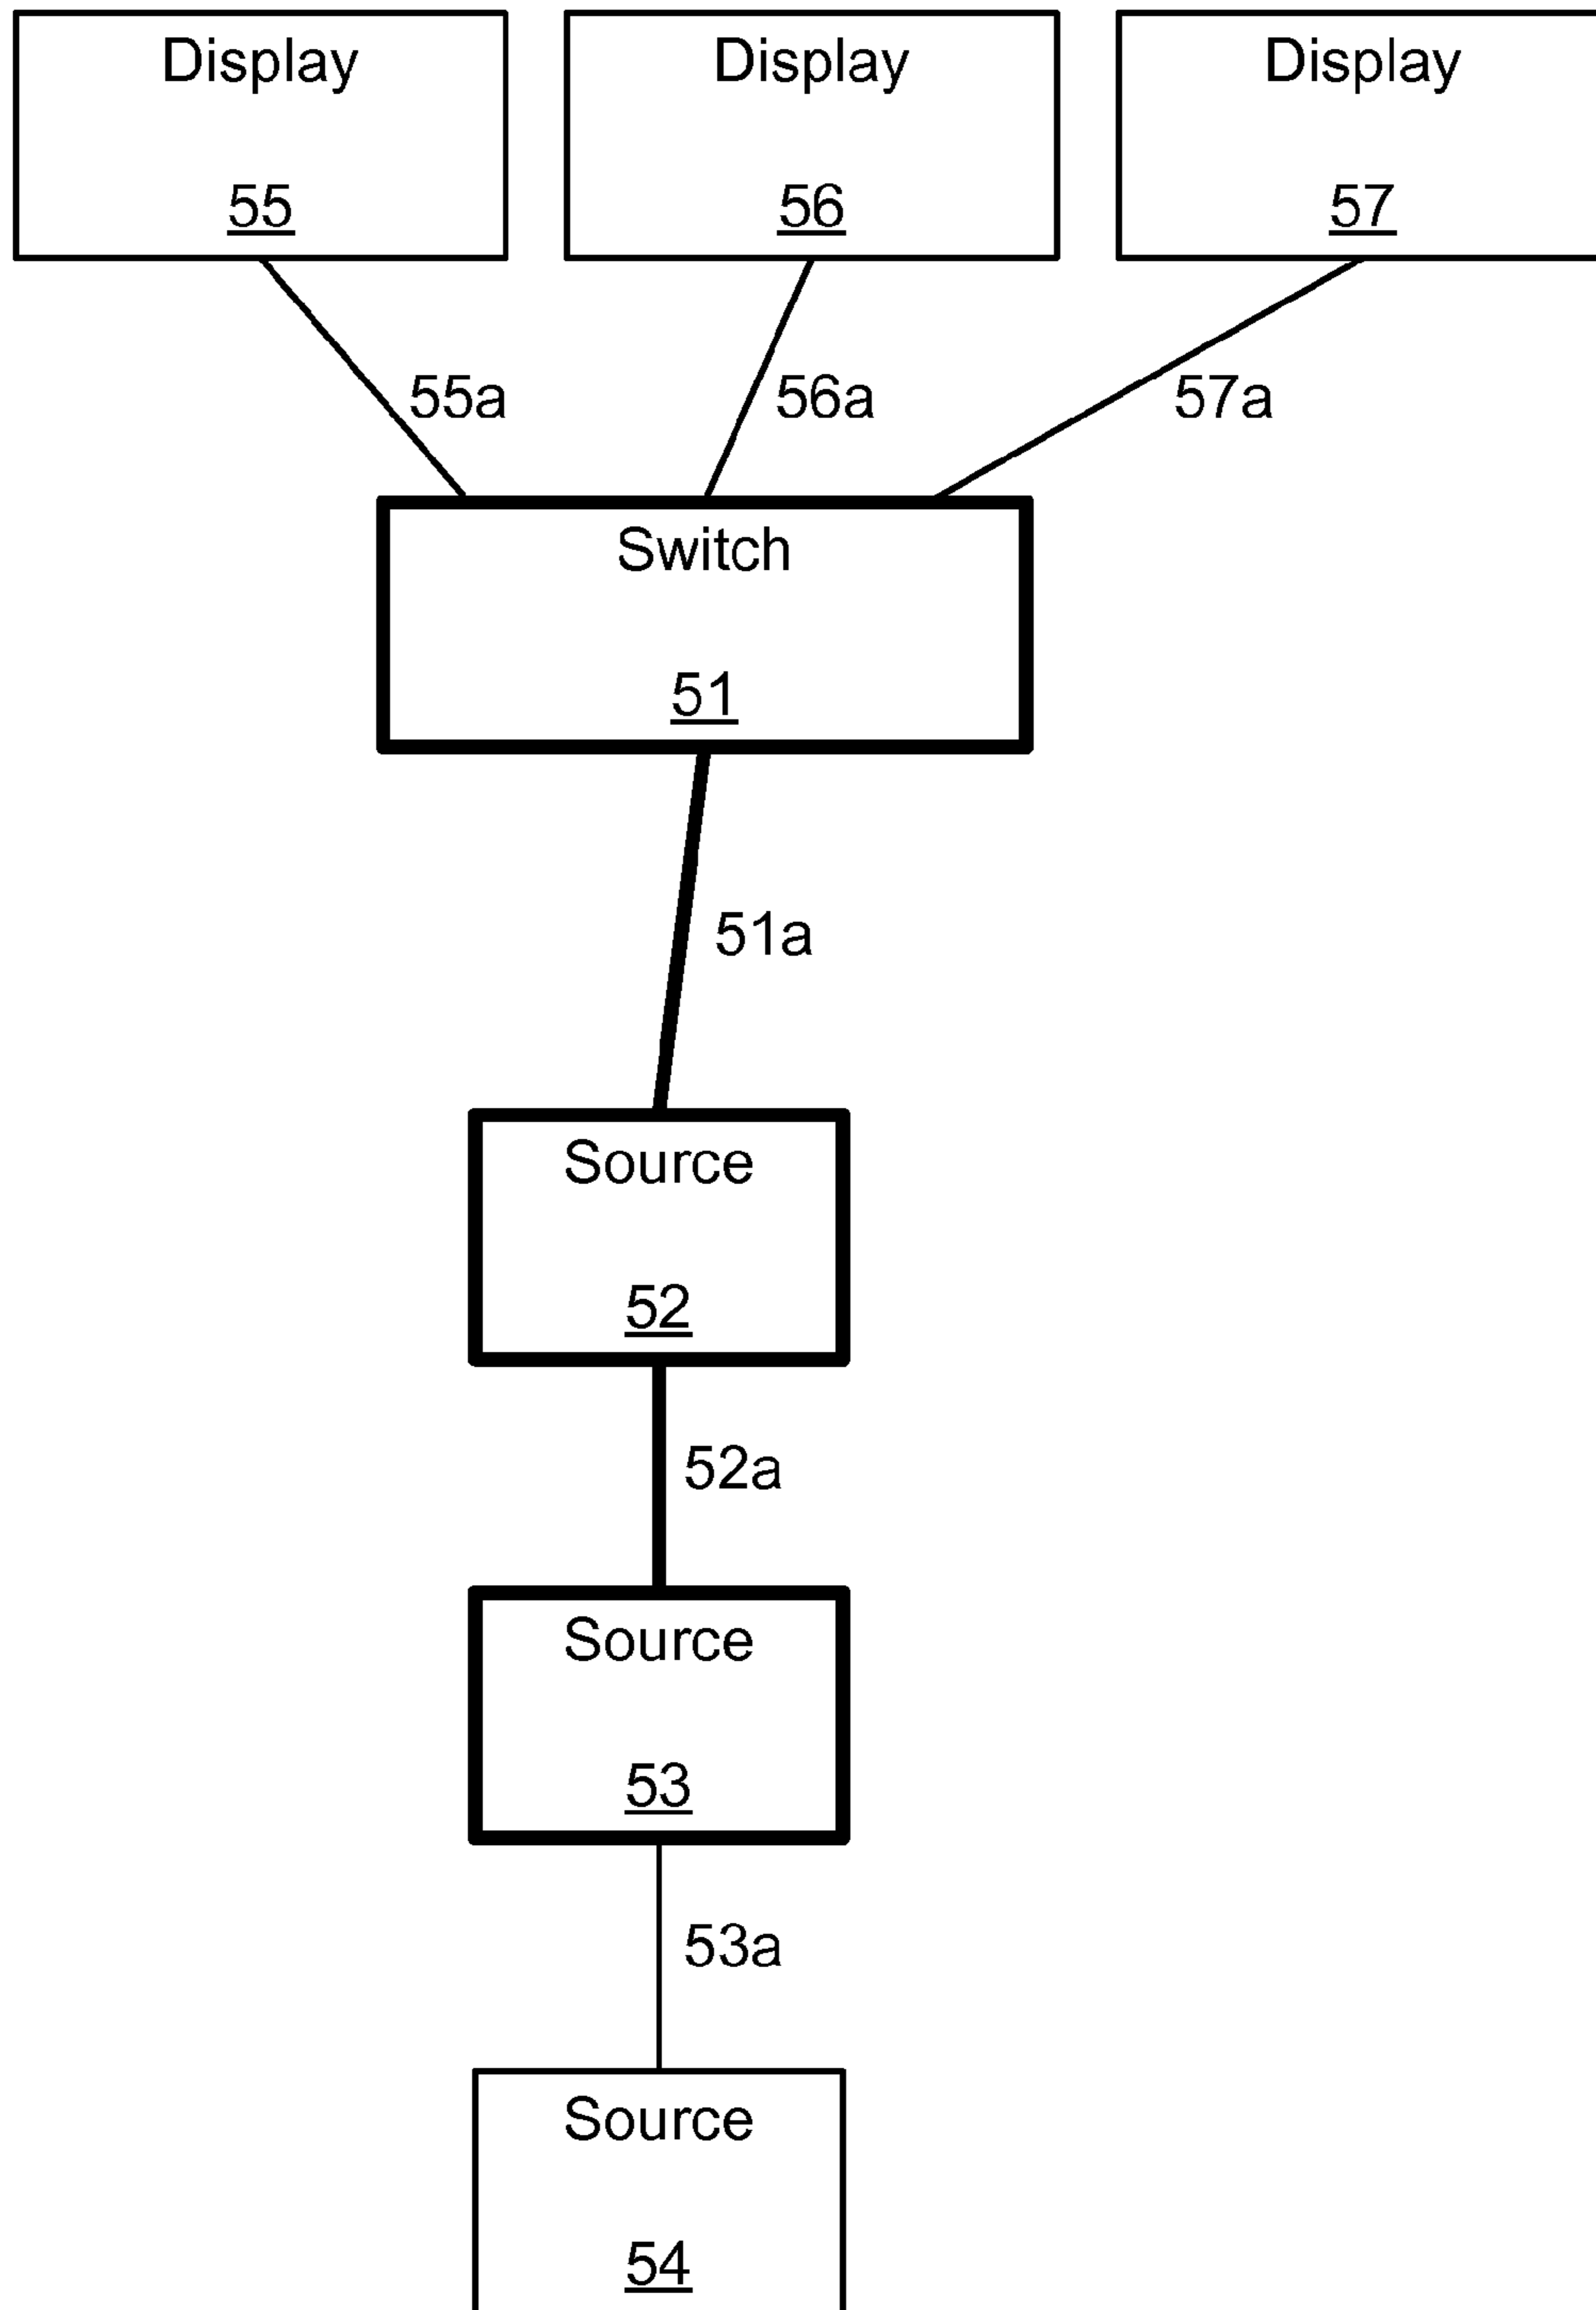 Display Display Display
55 56 57
55a 56a 57a
Switch
51
51a
Source
52
52a
Source
53
53a
Source
54